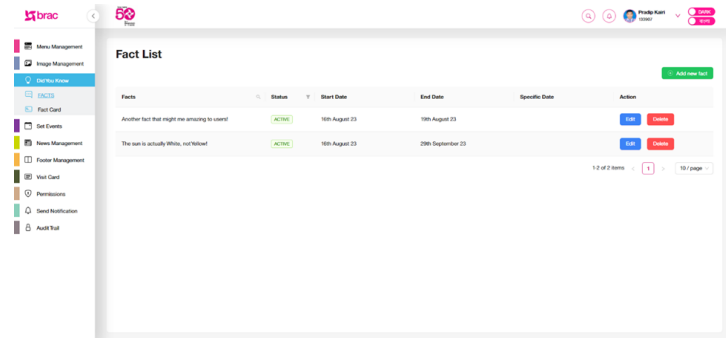 brac
50
Pradip Kairi
DARK
বাংলা
Menu Management
Image Management
Did You Know
FACTS
Fact Card
Set Events
News Management
Footer Management
Visit Card
Permissions
Send Notification
Audit Trail
Fact List
Add new fact
Facts Status Start Date End Date Specific Date Action
Another fact that might me amazing to users! ACTIVE 16th August 23 19th August 23 Edit Delete
The sun is actually White, not Yellow! ACTIVE 16th August 23 29th September 23 Edit Delete
1-2 of 2 items 1 10 / page